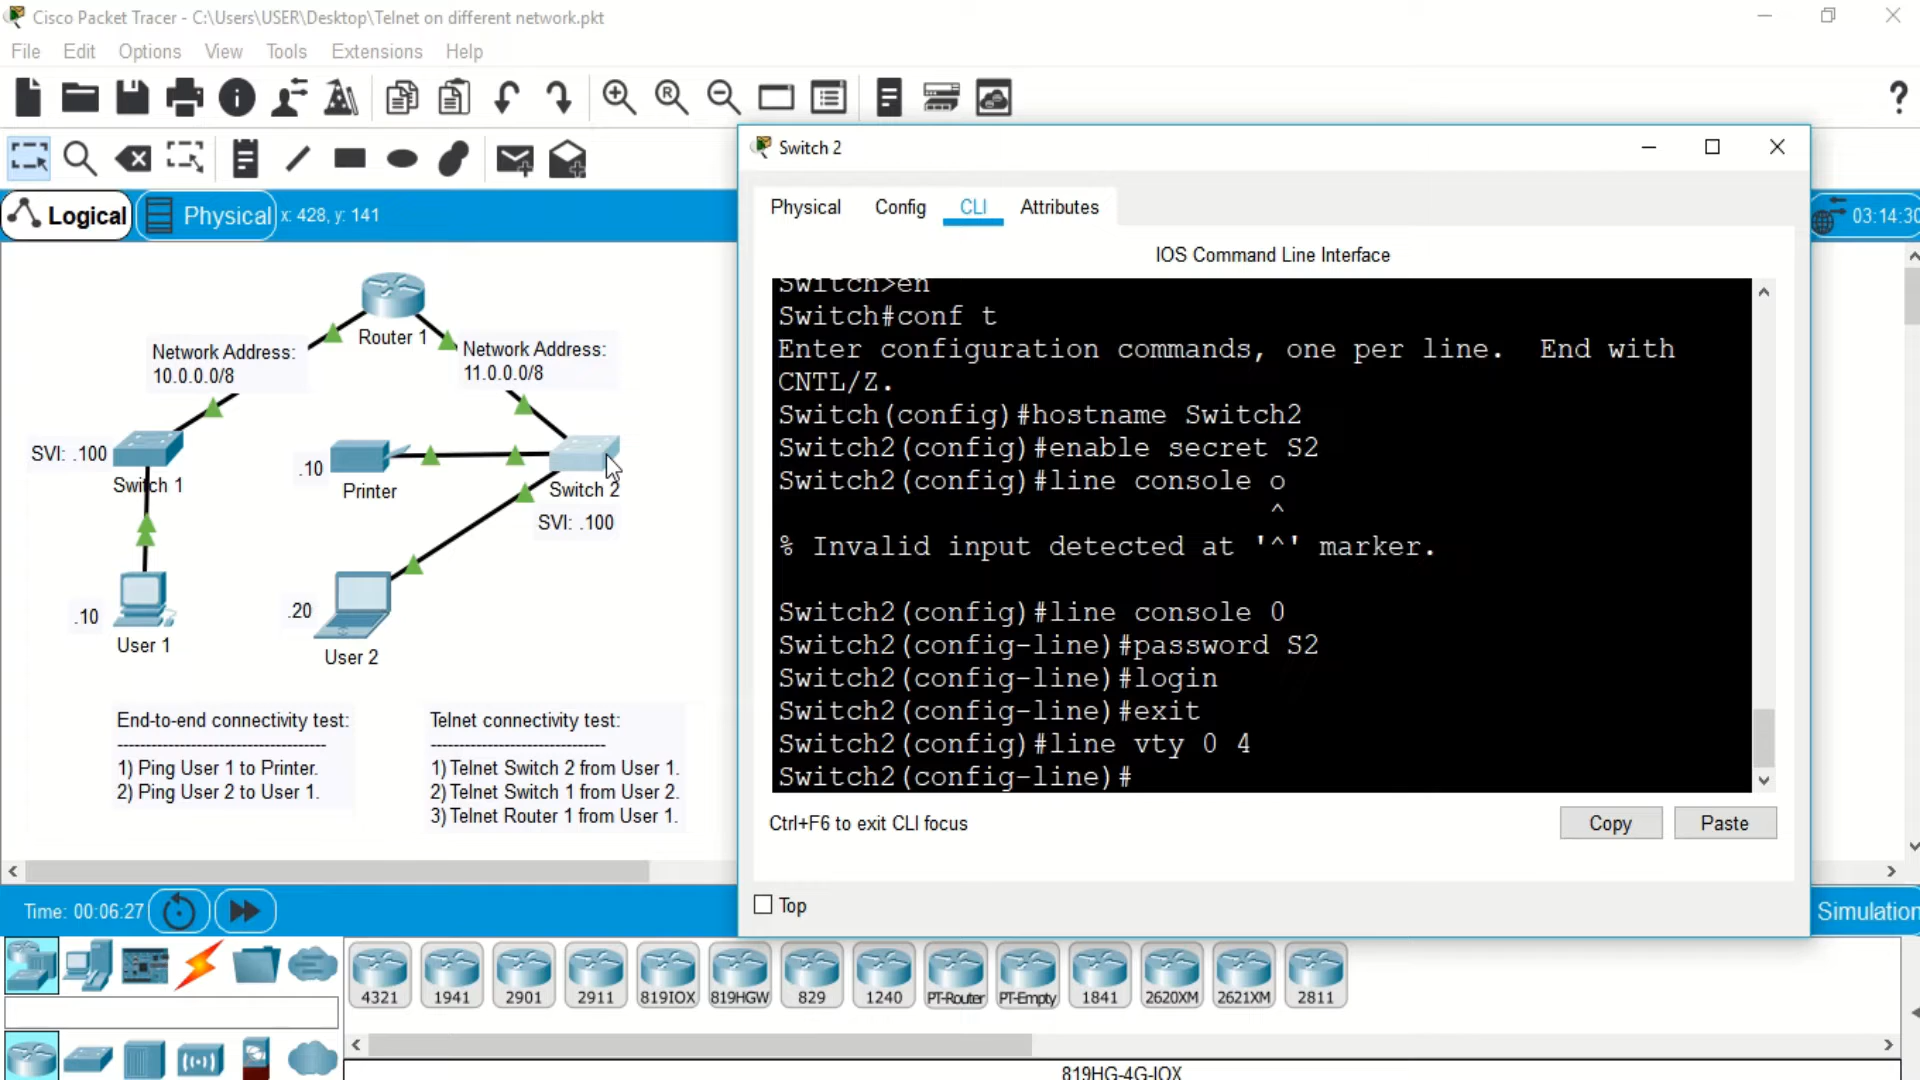 Cisco Packet Tracer - C:\Users\USER\Desktop\Telnet on different network.pkt
File Edit Options View Tools Extensions Help
Logical Physical x: 428, y: 141
03:14:30
Router 1
Network Address:
10.0.0.0/8
Network Address:
11.0.0.0/8
SVI: .100
Switch 1
.10
Printer
Switch 2
SVI: .100
.10
User 1
.20
User 2
End-to-end connectivity test:
--------------------------------------
1) Ping User 1 to Printer.
2) Ping User 2 to User 1.
Telnet connectivity test:
-------------------------------
1) Telnet Switch 2 from User 1.
2) Telnet Switch 1 from User 2.
3) Telnet Router 1 from User 1.
Switch 2
Physical Config CLI Attributes
IOS Command Line Interface
Switch>en
Switch#conf t
Enter configuration commands, one per line. End with
CNTL/Z.
Switch(config)#hostname Switch2
Switch2(config)#enable secret S2
Switch2(config)#line console o
^
% Invalid input detected at '^' marker.
Switch2(config)#line console 0
Switch2(config-line)#password S2
Switch2(config-line)#login
Switch2(config-line)#exit
Switch2(config)#line vty 0 4
Switch2(config-line)#
Ctrl+F6 to exit CLI focus
Copy Paste
Top
Time: 00:06:27
Simulation
4321 1941 2901 2911 819IOX 819HGW 829 1240 PT-Router PT-Empty 1841 2620XM 2621XM 2811
819HG-4G-IOX